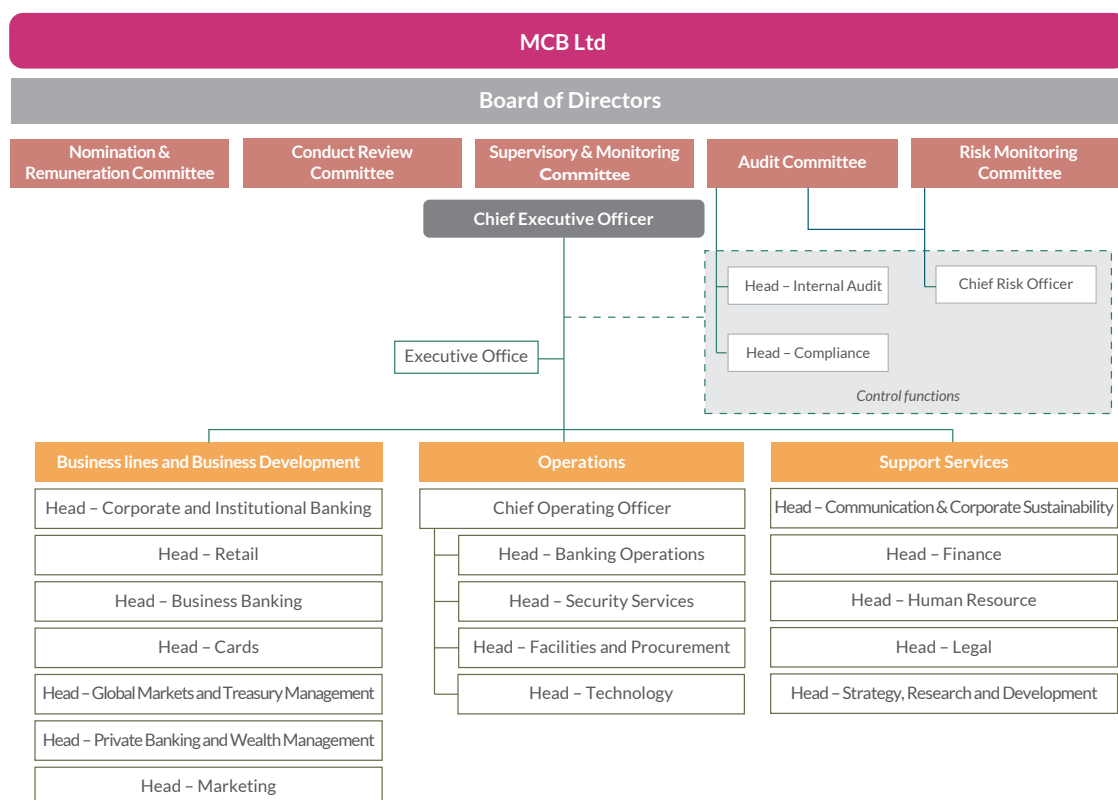 MCB Ltd
Board of Directors
Nomination &
Remuneration Committee
Conduct Review
Committee
Supervisory & Monitoring
Committee
Audit Committee
Risk Monitoring
Committee
Chief Executive Officer
Head – Internal Audit
Chief Risk Officer
Executive Office
Head – Compliance
Control functions
Business lines and Business Development
Head – Corporate and Institutional Banking
Head – Retail
Head – Business Banking
Head – Cards
Head – Global Markets and Treasury Management
Head – Private Banking and Wealth Management
Head – Marketing
Operations
Chief Operating Officer
Head – Banking Operations
Head – Security Services
Head – Facilities and Procurement
Head – Technology
Support Services
Head – Communication & Corporate Sustainability
Head – Finance
Head – Human Resource
Head – Legal
Head – Strategy, Research and Development